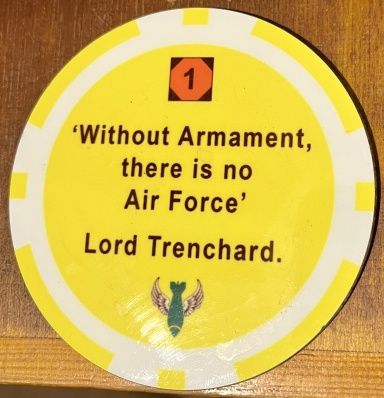 1
‘Without Armament,
there is no
Air Force’
Lord Trenchard.